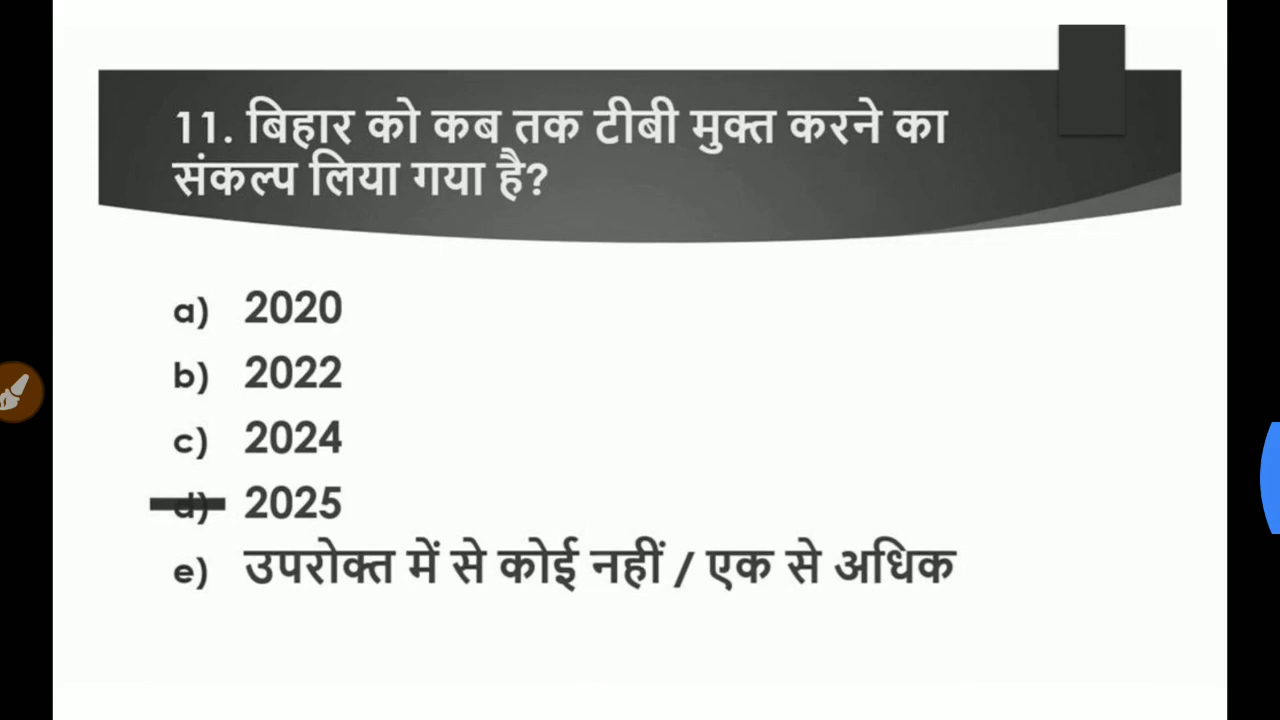 11. बिहार को कब तक टीबी मुक्त करने का
संकल्प लिया गया है?
a) 2020
b) 2022
c) 2024
d) 2025
e) उपरोक्त में से कोई नहीं / एक से अधिक